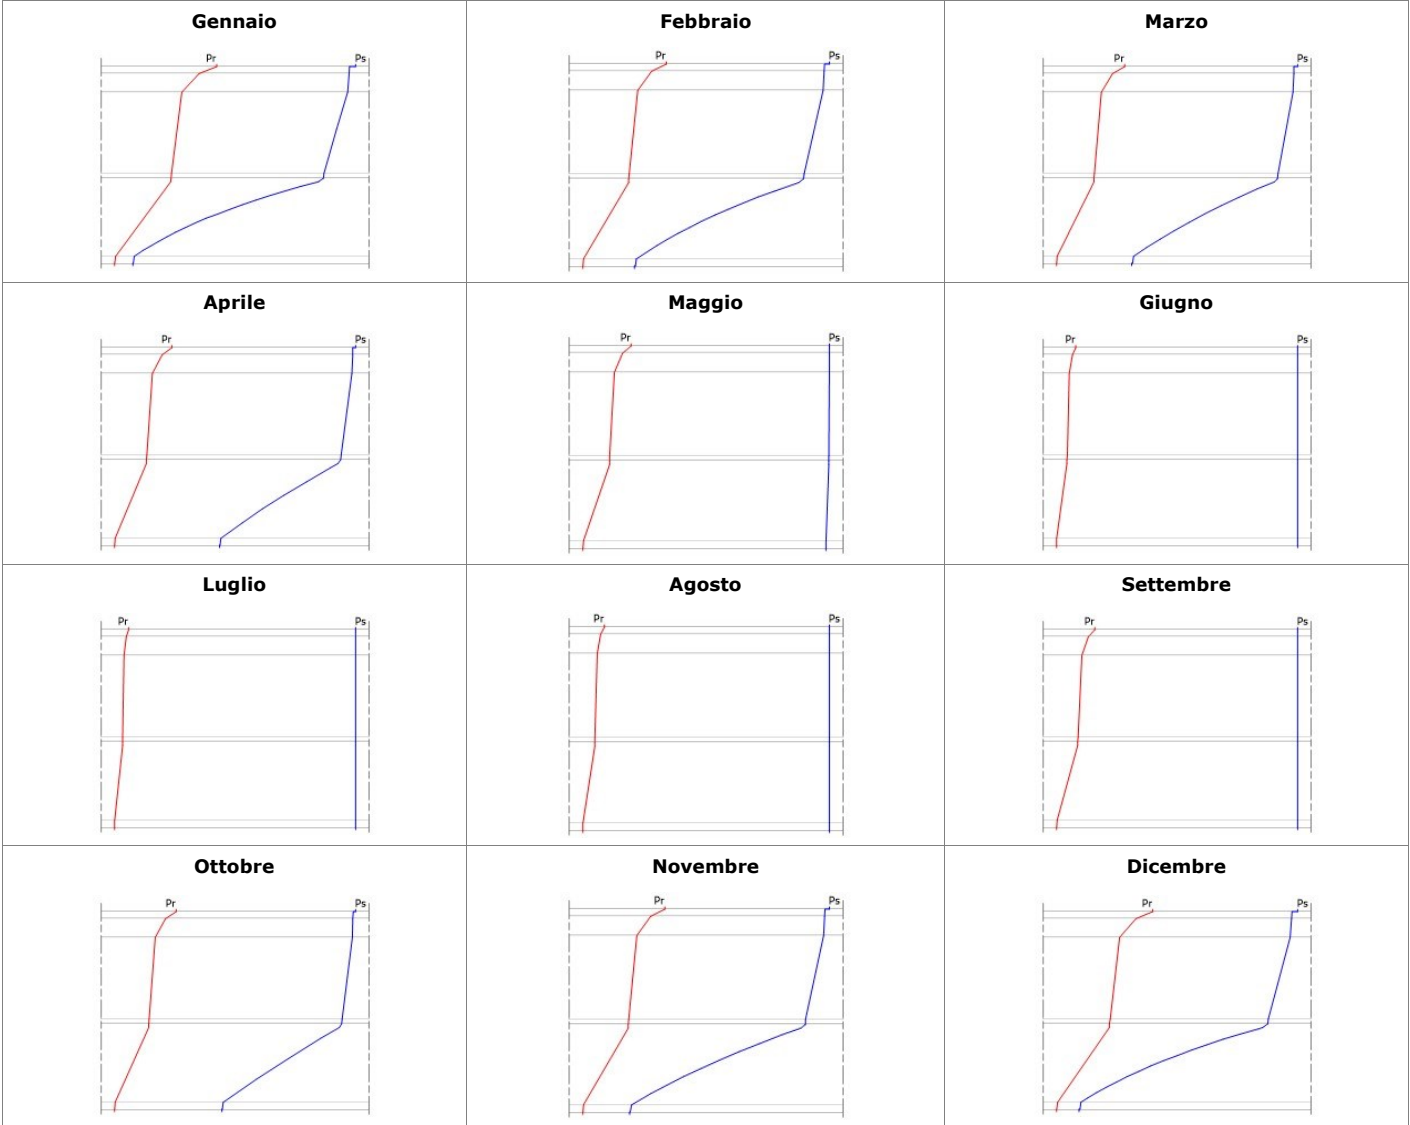 Gennaio
Febbraio
Marzo
Pr
Ps
Pr
Ps
Pr
Ps
Aprile
Maggio
Giugno
Pr
Ps
Pr
Ps
Pr
Ps
Luglio
Agosto
Settembre
Pr
Ps
Pr
Ps
Pr
Ps
Ottobre
Novembre
Dicembre
Pr
Ps
Pr
Ps
Pr
Ps